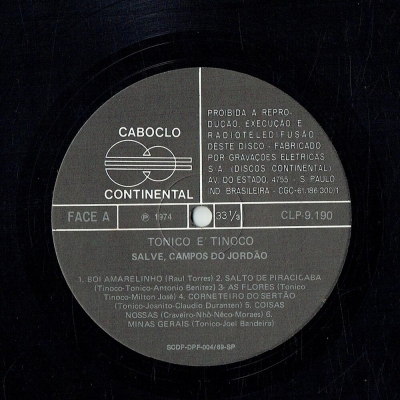 CABOCLO
CONTINENTAL
PROIBIDA A REPRO-
DUÇÃO, EXECUÇÃO E
RADIOTELEDIFUSÃO
DESTE DISCO - FABRICADO
POR GRAVAÇÕES ELETRICAS
S/A (DISCOS CONTINENTAL)
AV. DO ESTADO, 4755 - S. PAULO
IND. BRASILEIRA - CGC-61.186.300/1
FACE A
Ⓟ 1974
33 1/3
CLP-9.190
TONICO E TINOCO
SALVE, CAMPOS DO JORDÃO
1. BOI AMARELINHO (Raul Torres) 2. SALTO DE PIRACICABA
(Tinoco-Tonico-Antonio Benitez) 3- AS FLORES (Tonico
Tinoco-Milton José) 4. CORNETEIRO DO SERTÃO
(Tonico-Joanito-Claudio Duranten) 5. COISAS
NOSSAS (Craveiro-Nhô-Nêco-Moraes) 6.
MINAS GERAIS (Tonico-Joel Bandeira)
SCDP-DPF-004/69-SP